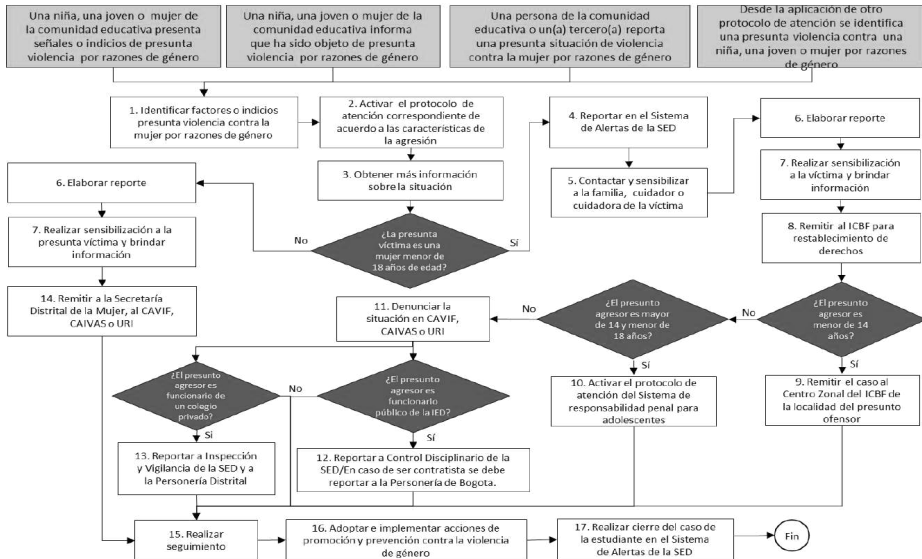 Una niña, una joven o mujer de
la comunidad educativa presenta
señales o indicios de presunta
violencia por razones de género
Una niña, una joven o mujer de la
comunidad educativa informa
que ha sido objeto de presunta
violencia por razones de género
Una persona de la comunidad
educativa o un(a) tercero(a) reporta
una presunta situación de violencia
contra la mujer por razones de género
Desde la aplicación de otro
protocolo de atención se identifica
una presunta violencia contra una
niña, una joven o mujer por razones
de género
1. Identificar factores o indicios
presunta violencia contra la
mujer por razones de género
2. Activar el protocolo de
atención correspondiente de
acuerdo a las características de
la agresión
3. Obtener más información
sobre la situación
¿La presunta
víctima es una
mujer menor de
18 años de edad?
No
Sí
6. Elaborar reporte
7. Realizar sensibilización a la
presunta víctima y brindar
información
14. Remitir a la Secretaría
Distrital de la Mujer, al CAVIF,
CAIVAS o URI
4. Reportar en el Sistema
de Alertas de la SED
5. Contactar y sensibilizar
a la familia, cuidador o
cuidadora de la víctima
6. Elaborar reporte
7. Realizar sensibilización
a la víctima y brindar
información
8. Remitir al ICBF para
restablecimiento de
derechos
¿El presunto
agresor es
menor de 14
años?
No
Sí
9. Remitir el caso al
Centro Zonal del ICBF de
la localidad del presunto
ofensor
¿El presunto
agresor es mayor
de 14 y menor de
18 años?
No
Sí
10. Activar el protocolo de
atención del Sistema de
responsabilidad penal para
adolescentes
11. Denunciar la
situación en CAVIF,
CAIVAS o URI
¿El presunto
agresor es
funcionario
público de la IED?
No
Sí
12. Reportar a Control Disciplinario de la
SED/En caso de ser contratista se debe
reportar a la Personería de Bogota.
¿El presunto
agresor es
funcionario de
un colegio
privado?
Si
13. Reportar a Inspección
y Vigilancia de la SED y a
la Personería Distrital
15. Realizar
seguimiento
16. Adoptar e implementar acciones de
promoción y prevención contra la violencia
de género
17. Realizar cierre del caso de
la estudiante en el Sistema
de Alertas de la SED
Fin